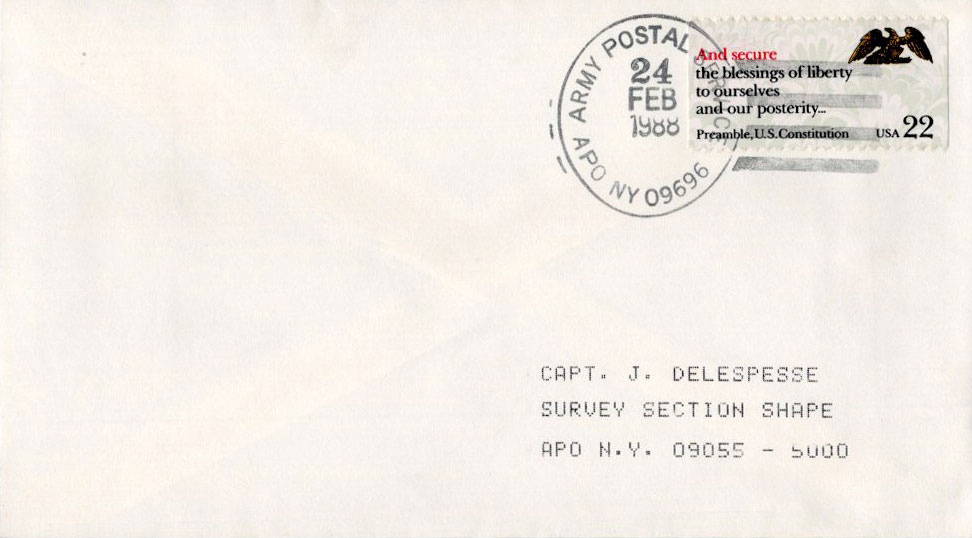 ARMY POSTAL SERVICE
24
FEB
1988
APO NY 09696
And secure
the blessings of liberty
to ourselves
and our posterity...
Preamble, U.S. Constitution USA 22
CAPT. J. DELESPESSE
SURVEY SECTION SHAPE
APO N.Y. 09055 - 5000